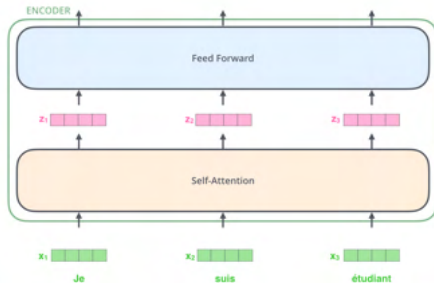 ENCODER
Feed Forward
z₁ z₂ z₃
Self-Attention
x₁ x₂ x₃
Je suis étudiant